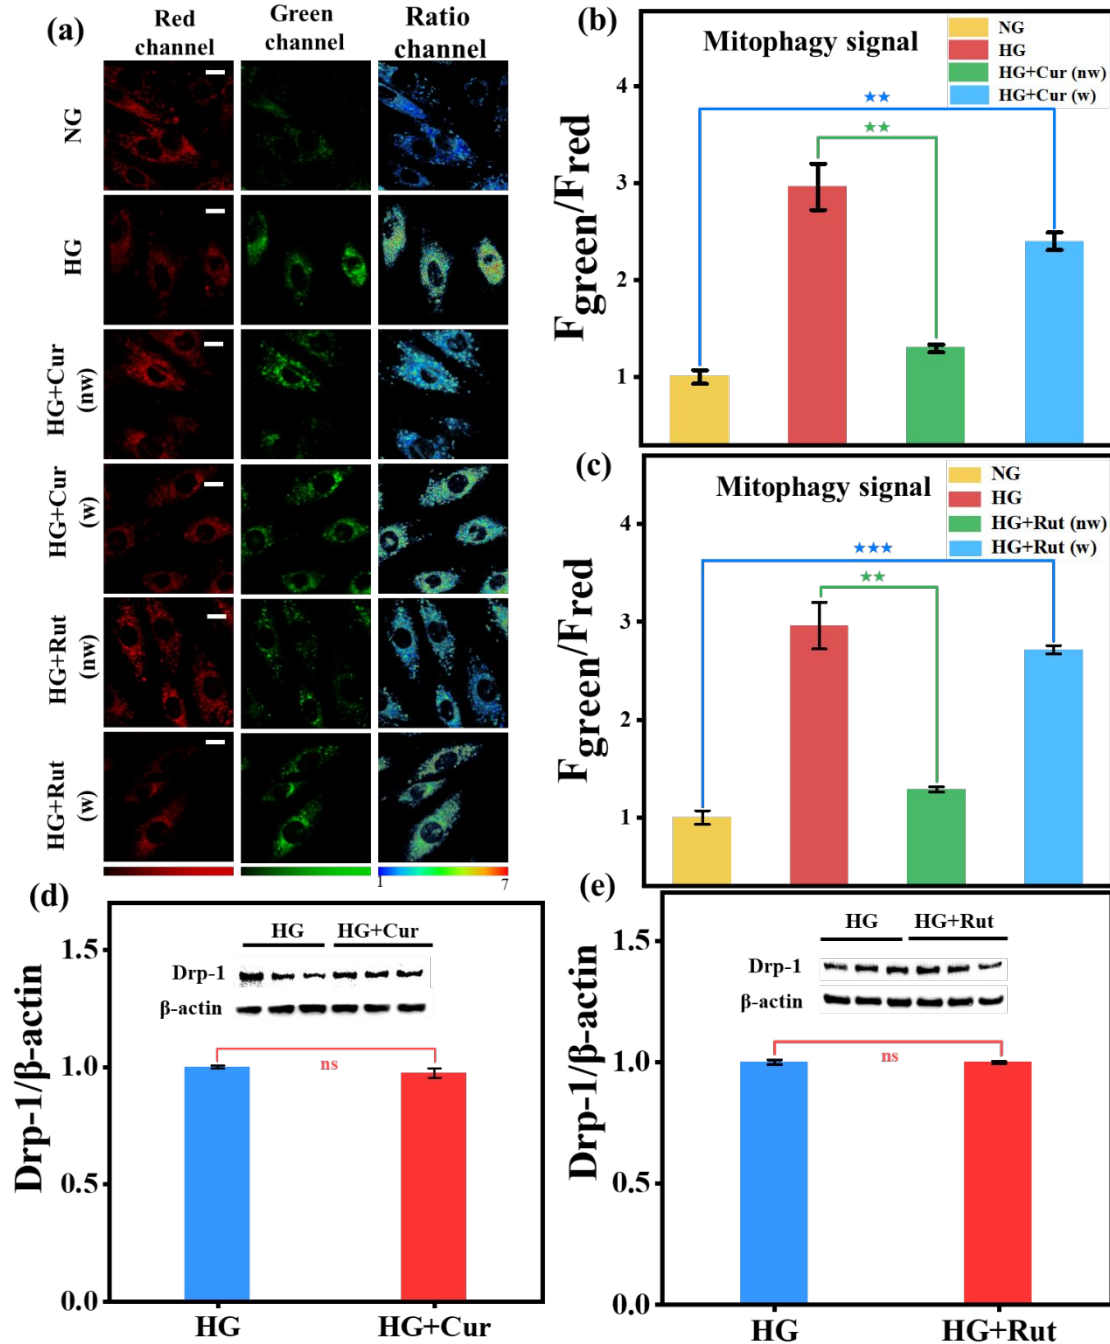 (a)
Red
channel
Green
channel
Ratio
channel
NG
HG
HG+Cur
(nw)
HG+Cur
(w)
HG+Rut
(nw)
HG+Rut
(w)
1
7
(b)
Mitophagy signal
NG
HG
HG+Cur (nw)
HG+Cur (w)
Fgreen/Fred
4
3
2
1
★★
★★
(c)
Mitophagy signal
NG
HG
HG+Rut (nw)
HG+Rut (w)
Fgreen/Fred
4
3
2
1
★★★
★★
(d)
Drp-1/β-actin
1.5
1.0
0.5
0.0
HG
HG+Cur
Drp-1
β-actin
ns
HG
HG+Cur
(e)
Drp-1/β-actin
1.5
1.0
0.5
0.0
HG
HG+Rut
Drp-1
β-actin
ns
HG
HG+Rut